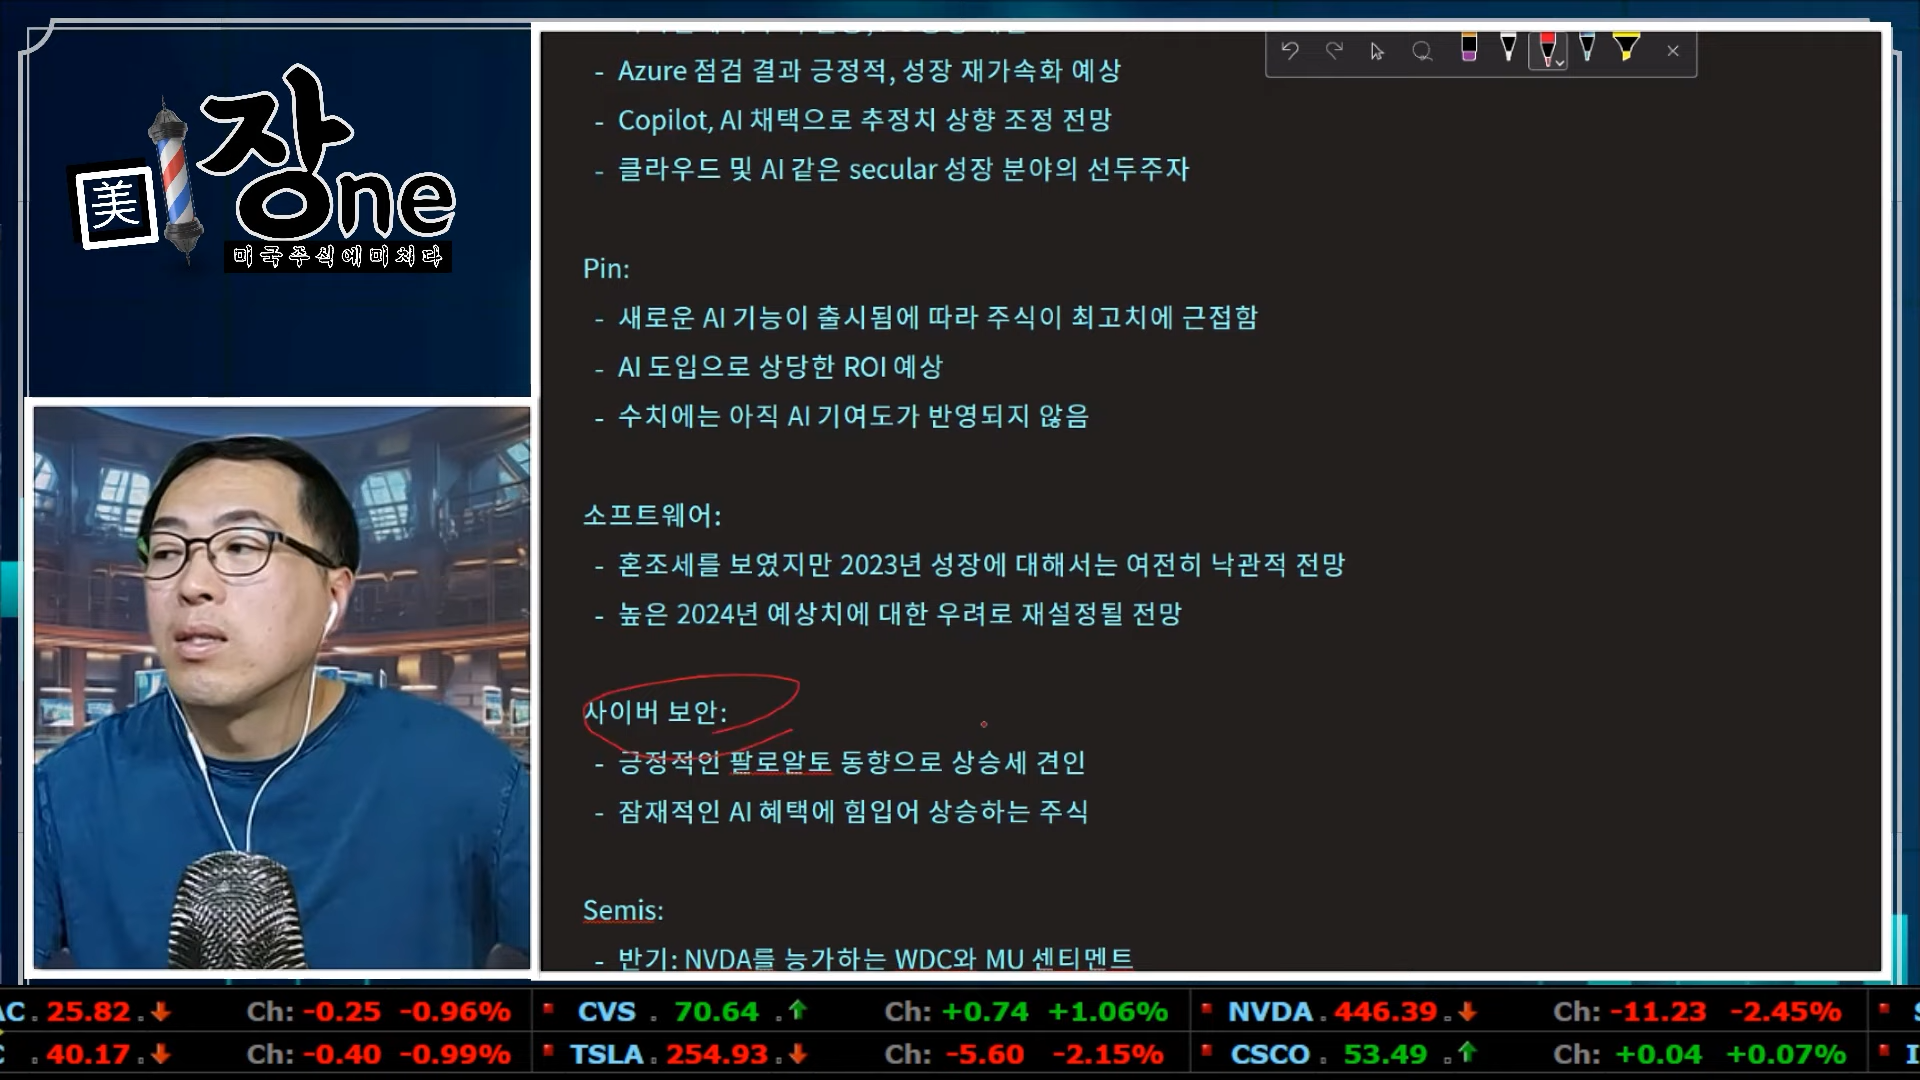 美
장one
미국주식에미치다
- Azure 점검 결과 긍정적, 성장 재가속화 예상
- Copilot, AI 채택으로 추정치 상향 조정 전망
- 클라우드 및 AI 같은 secular 성장 분야의 선두주자
Pin:
- 새로운 AI 기능이 출시됨에 따라 주식이 최고치에 근접함
- AI 도입으로 상당한 ROI 예상
- 수치에는 아직 AI 기여도가 반영되지 않음
소프트웨어:
- 혼조세를 보였지만 2023년 성장에 대해서는 여전히 낙관적 전망
- 높은 2024년 예상치에 대한 우려로 재설정될 전망
사이버 보안:
- 긍정적인 팔로알토 동향으로 상승세 견인
- 잠재적인 AI 혜택에 힘입어 상승하는 주식
Semis:
- 반기: NVDA를 능가하는 WDC와 MU 센티멘트
AC 25.82 Ch: -0.25 -0.96% CVS 70.64 Ch: +0.74 +1.06% NVDA 446.39 Ch: -11.23 -2.45%
40.17 Ch: -0.40 -0.99% TSLA 254.93 Ch: -5.60 -2.15% CSCO 53.49 Ch: +0.04 +0.07%